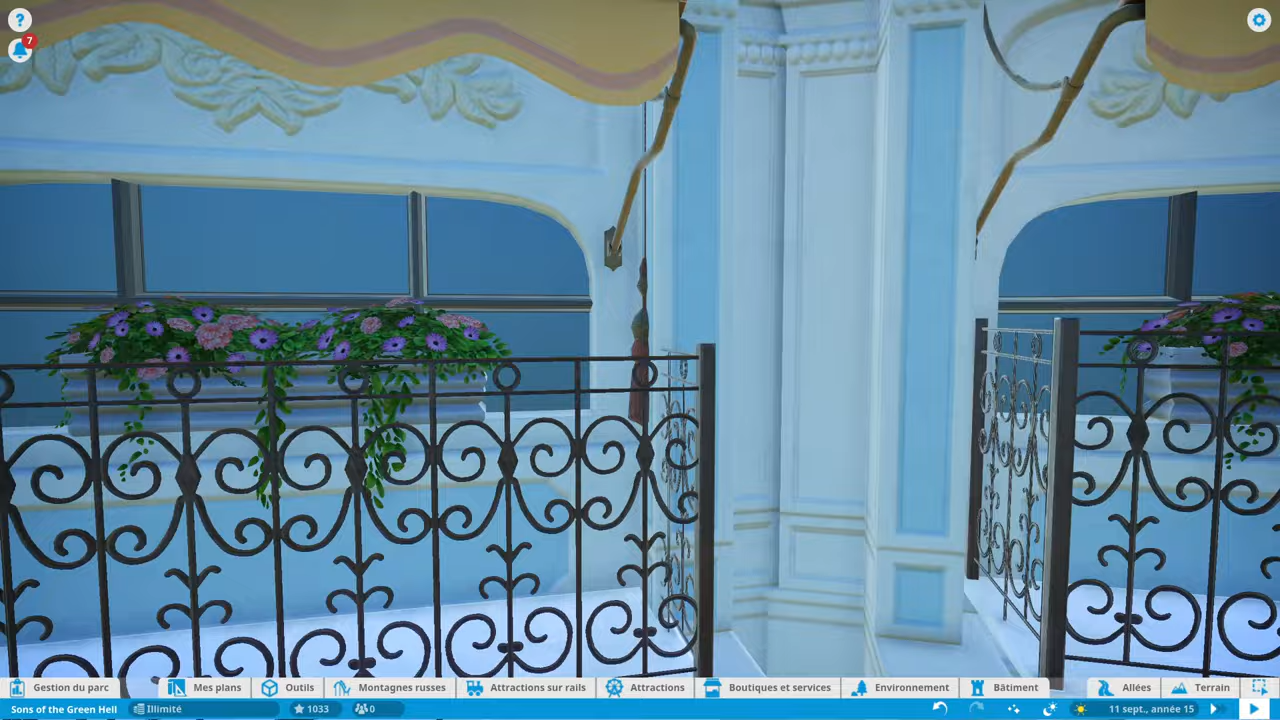 ?
7
Gestion du parc
Mes plans
Outils
Montagnes russes
Attractions sur rails
Attractions
Boutiques et services
Environnement
Bâtiment
Allées
Terrain
Sons of the Green Hell
Illimité
1033
0
11 sept., année 15